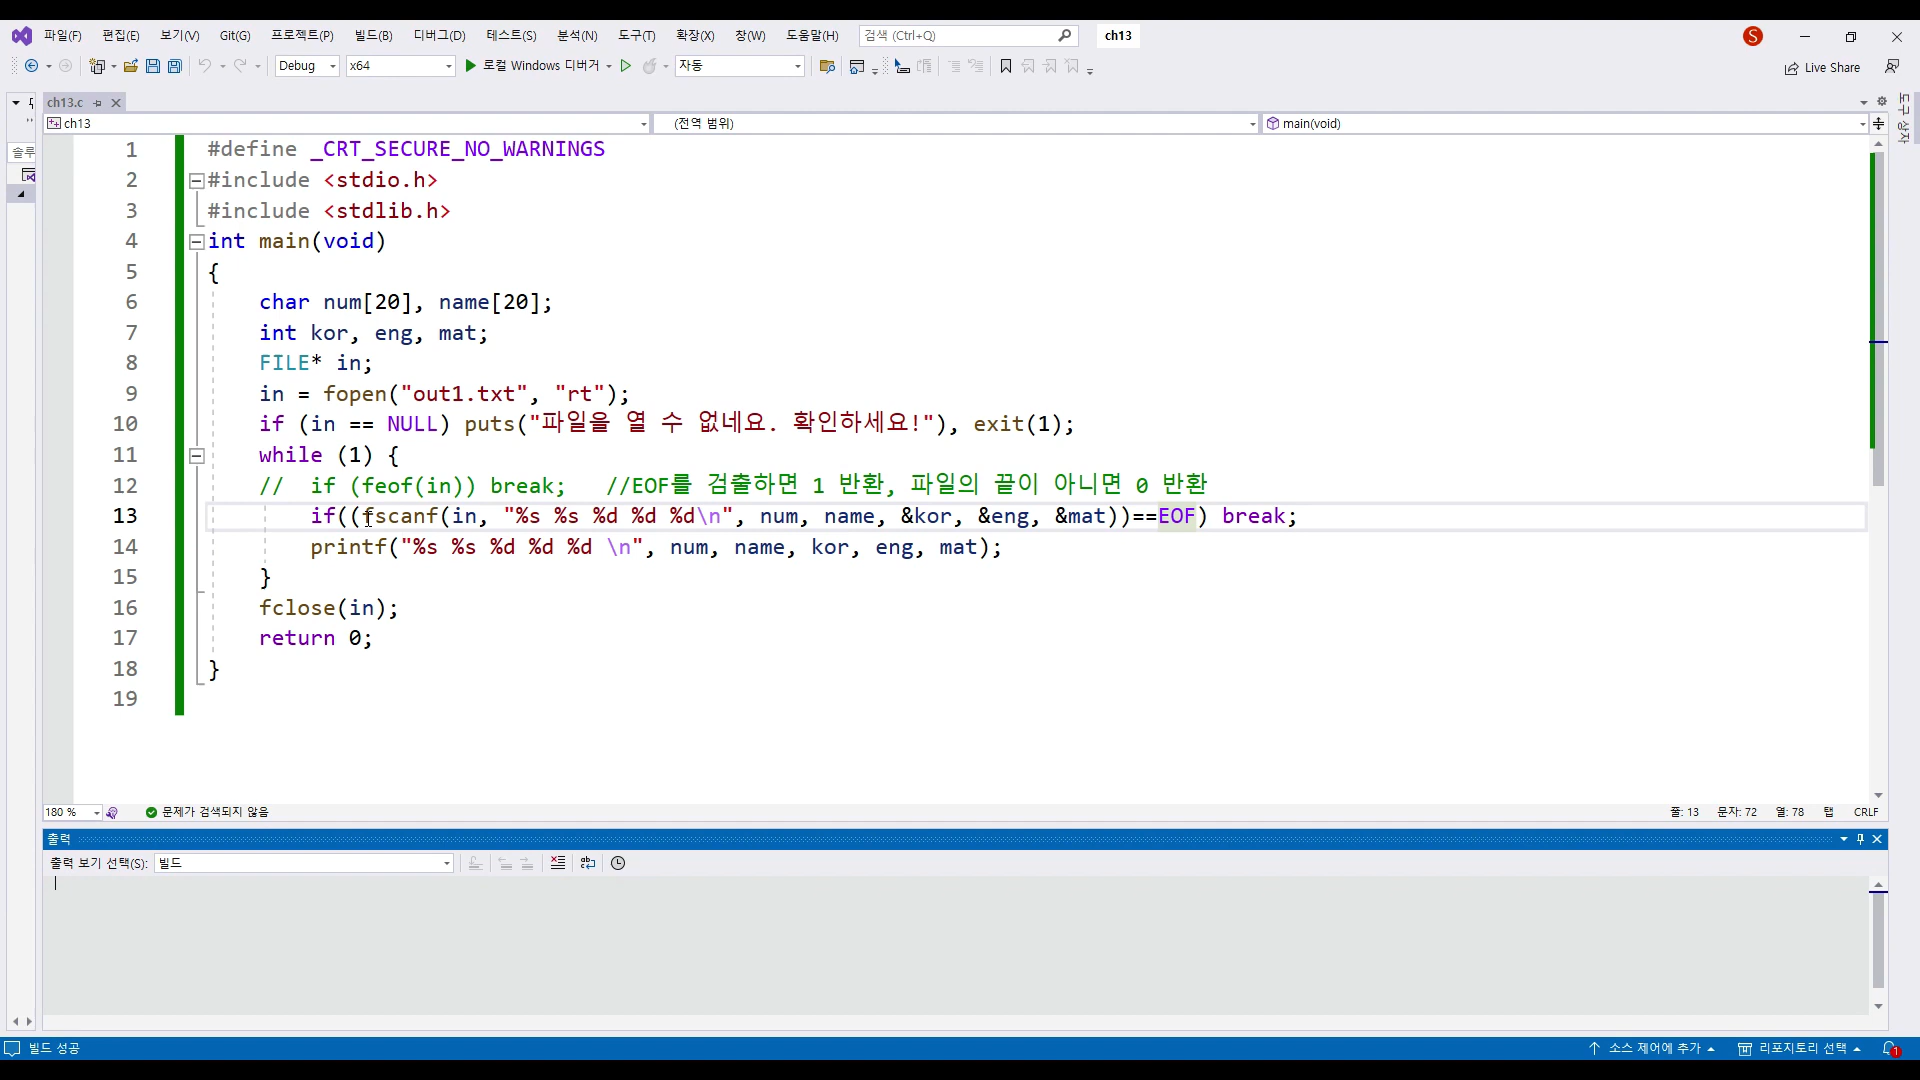 파일(F) 편집(E) 보기(V) Git(G) 프로젝트(P) 빌드(B) 디버그(D) 테스트(S) 분석(N) 도구(T) 확장(X) 창(W) 도움말(H) 검색 (Ctrl+Q) ch13 S
Debug x64 로컬 Windows 디버거 자동 Live Share
ch13.c
ch13 (전역 범위) main(void)
도구 상자
솔루
1 #define _CRT_SECURE_NO_WARNINGS
2 #include <stdio.h>
3 #include <stdlib.h>
4 int main(void)
5 {
6 char num[20], name[20];
7 int kor, eng, mat;
8 FILE* in;
9 in = fopen("out1.txt", "rt");
10 if (in == NULL) puts("파일을 열 수 없네요. 확인하세요!"), exit(1);
11 while (1) {
12 // if (feof(in)) break; //EOF를 검출하면 1 반환, 파일의 끝이 아니면 0 반환
13 if((fscanf(in, "%s %s %d %d %d\n", num, name, &kor, &eng, &mat))==EOF) break;
14 printf("%s %s %d %d %d \n", num, name, kor, eng, mat);
15 }
16 fclose(in);
17 return 0;
18 }
19
180 % 문제가 검색되지 않음 줄: 13 문자: 72 열: 78 탭 CRLF
출력
출력 보기 선택(S): 빌드
빌드 성공 소스 제어에 추가 리포지토리 선택 1